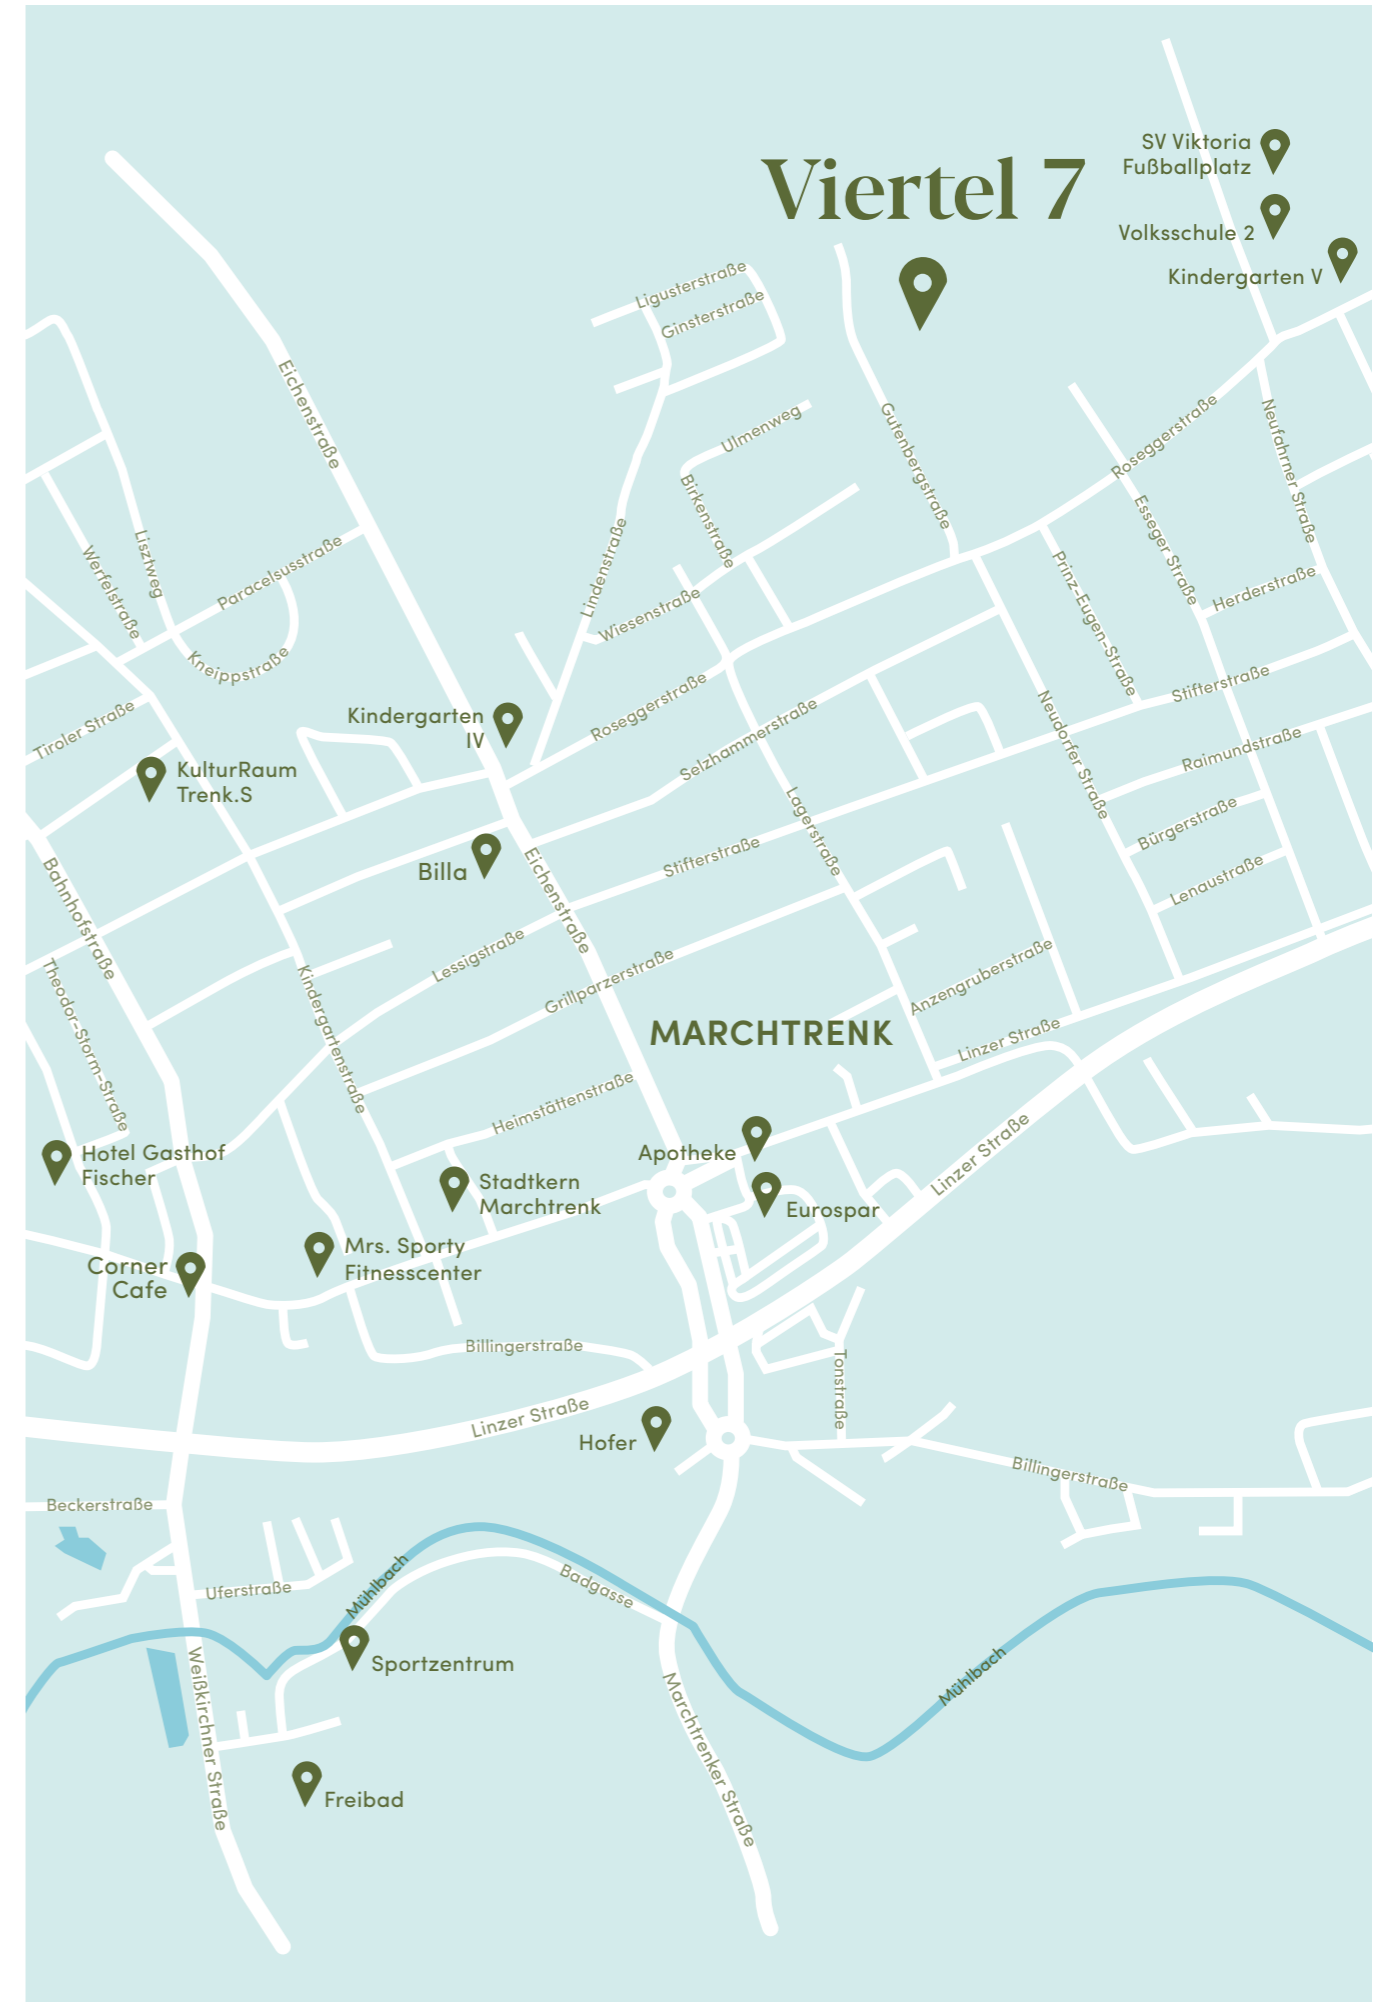 SV Viktoria
Fußballplatz
Viertel 7
Volksschule 2
Kindergarten V
Ligusterstraße
Ginsterstraße
Eichenstraße
Ulmenweg
Gutenbergstraße
Roseggerstraße
Neufahrner Straße
Birkenstraße
Esseger Straße
Lisztweg
Werfelstraße
Paracelsusstraße
Lindenstraße
Wiesenstraße
Prinz-Eugen-Straße
Herderstraße
Kneippstraße
Roseggerstraße
Stifterstraße
Tiroler Straße
Kindergarten
IV
Selzhammerstraße
Neudorfer Straße
Raimundstraße
KulturRaum
Trenk.S
Lagerstraße
Bürgerstraße
Billa
Stifterstraße
Lenaustraße
Bahnhofstraße
Eichenstraße
Lessigstraße
Grillparzerstraße
Anzengruberstraße
Theodor-Storm-Straße
Kindergartenstraße
MARCHTRENK
Linzer Straße
Heimstättenstraße
Hotel Gasthof
Fischer
Apotheke
Linzer Straße
Stadtkern
Marchtrenk
Eurospar
Mrs. Sporty
Fitnesscenter
Corner
Cafe
Billingerstraße
Tonstraße
Linzer Straße
Hofer
Billingerstraße
Beckerstraße
Mühlbach
Badgasse
Uferstraße
Sportzentrum
Weißkirchner Straße
Mühlbach
Marchtrenker Straße
Freibad